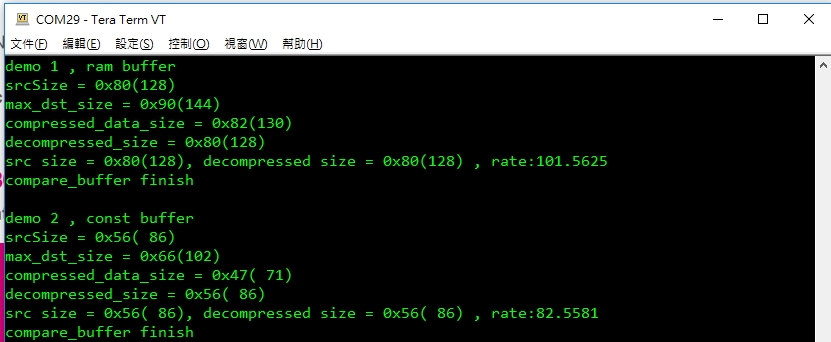 COM29 - Tera Term VT
文件(F) 編輯(E) 設定(S) 控制(O) 視窗(W) 幫助(H)
demo 1 , ram buffer
srcSize = 0x80(128)
max_dst_size = 0x90(144)
compressed_data_size = 0x82(130)
decompressed_size = 0x80(128)
src size = 0x80(128), decompressed size = 0x80(128) , rate:101.5625
compare_buffer finish
demo 2 , const buffer
srcSize = 0x56( 86)
max_dst_size = 0x66(102)
compressed_data_size = 0x47( 71)
decompressed_size = 0x56( 86)
src size = 0x56( 86), decompressed size = 0x56( 86) , rate:82.5581
compare_buffer finish